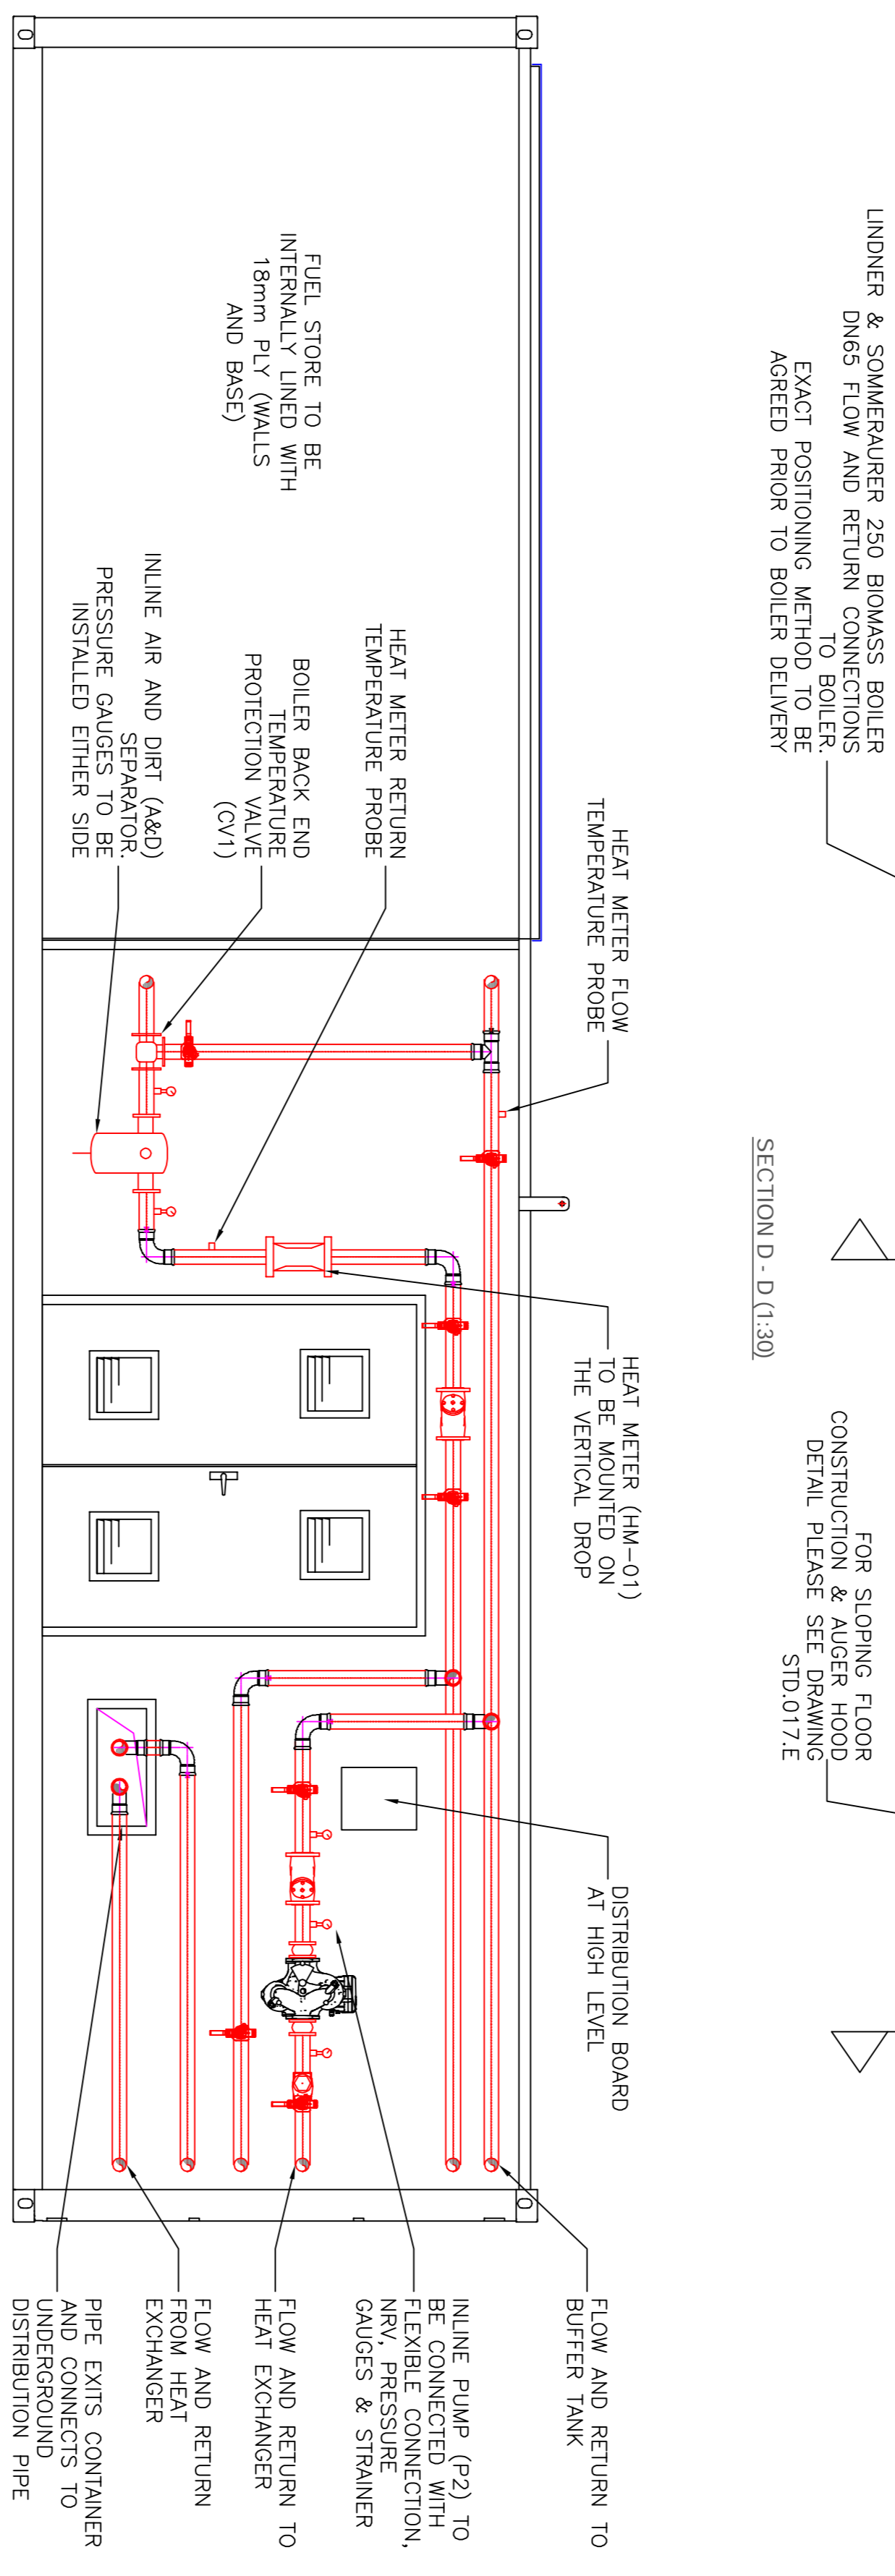 LINDNER & SOMMERAURER 250 BIOMASS BOILER
DN65 FLOW AND RETURN CONNECTIONS
TO BOILER.
EXACT POSITIONING METHOD TO BE
AGREED PRIOR TO BOILER DELIVERY
SECTION D - D (1:30)
FOR SLOPING FLOOR
CONSTRUCTION & AUGER HOOD
DETAIL PLEASE SEE DRAWING
STD.017.E
FUEL STORE TO BE
INTERNALLY LINED WITH
18mm PLY (WALLS
AND BASE)
HEAT METER FLOW
TEMPERATURE PROBE
HEAT METER RETURN
TEMPERATURE PROBE
BOILER BACK END
TEMPERATURE
PROTECTION VALVE
(CV1)
INLINE AIR AND DIRT (A&D)
SEPARATOR.
PRESSURE GAUGES TO BE
INSTALLED EITHER SIDE
HEAT METER (HM-01)
TO BE MOUNTED ON
THE VERTICAL DROP
DISTRIBUTION BOARD
AT HIGH LEVEL
FLOW AND RETURN TO
BUFFER TANK
INLINE PUMP (P2) TO
BE CONNECTED WITH
FLEXIBLE CONNECTION,
NRV, PRESSURE
GAUGES & STRAINER
FLOW AND RETURN TO
HEAT EXCHANGER
FLOW AND RETURN
FROM HEAT
EXCHANGER
PIPE EXITS CONTAINER
AND CONNECTS TO
UNDERGROUND
DISTRIBUTION PIPE